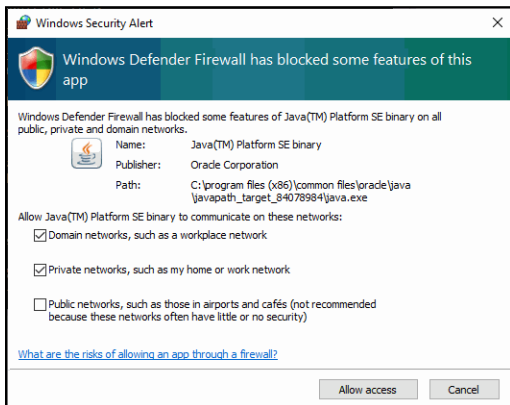 Windows Security Alert
Windows Defender Firewall has blocked some features of this
app
Windows Defender Firewall has blocked some features of Java(TM) Platform SE binary on all
public, private and domain networks.
Name: Java(TM) Platform SE binary
Publisher: Oracle Corporation
Path: C:\program files (x86)\common files\oracle\java
\javapath_target_84078984\java.exe
Allow Java(TM) Platform SE binary to communicate on these networks:
Domain networks, such as a workplace network
Private networks, such as my home or work network
Public networks, such as those in airports and cafés (not recommended
because these networks often have little or no security)
What are the risks of allowing an app through a firewall?
Allow access Cancel